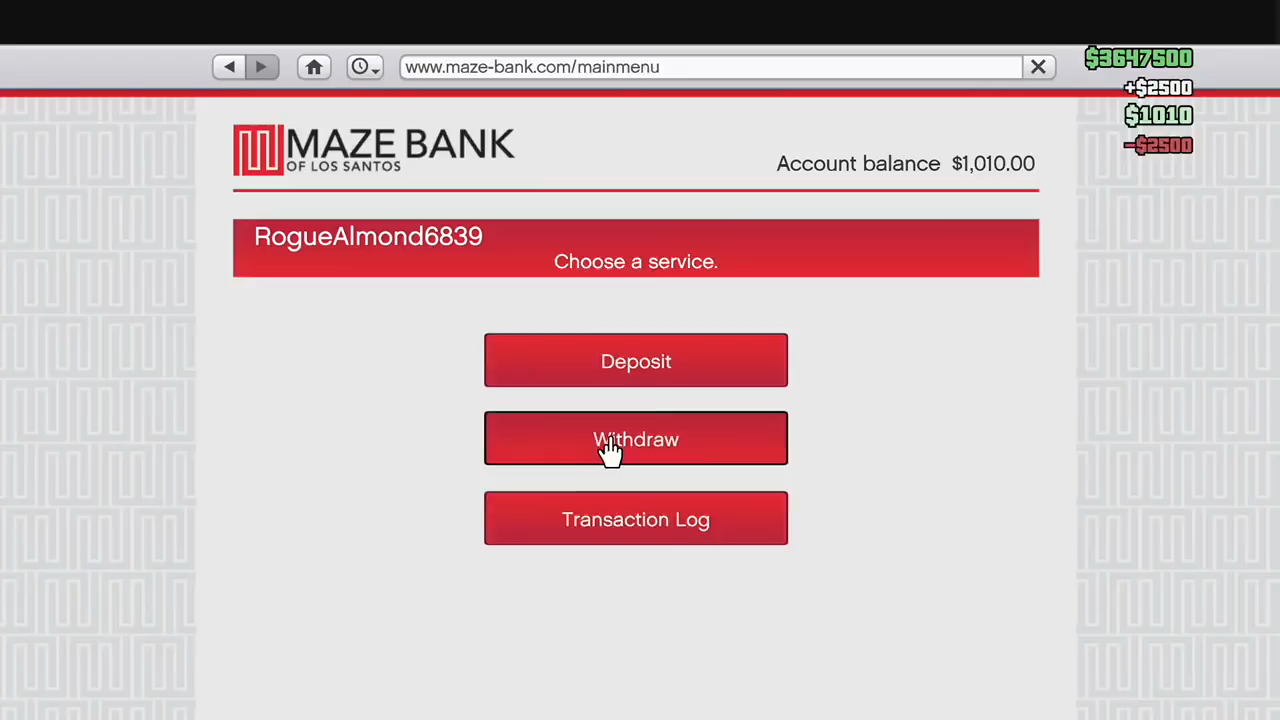 www.maze-bank.com/mainmenu
$3647500
+$2500
$1010
-$2500
MAZE BANK
OF LOS SANTOS
Account balance $1,010.00
RogueAlmond6839
Choose a service.
Deposit
Withdraw
Transaction Log